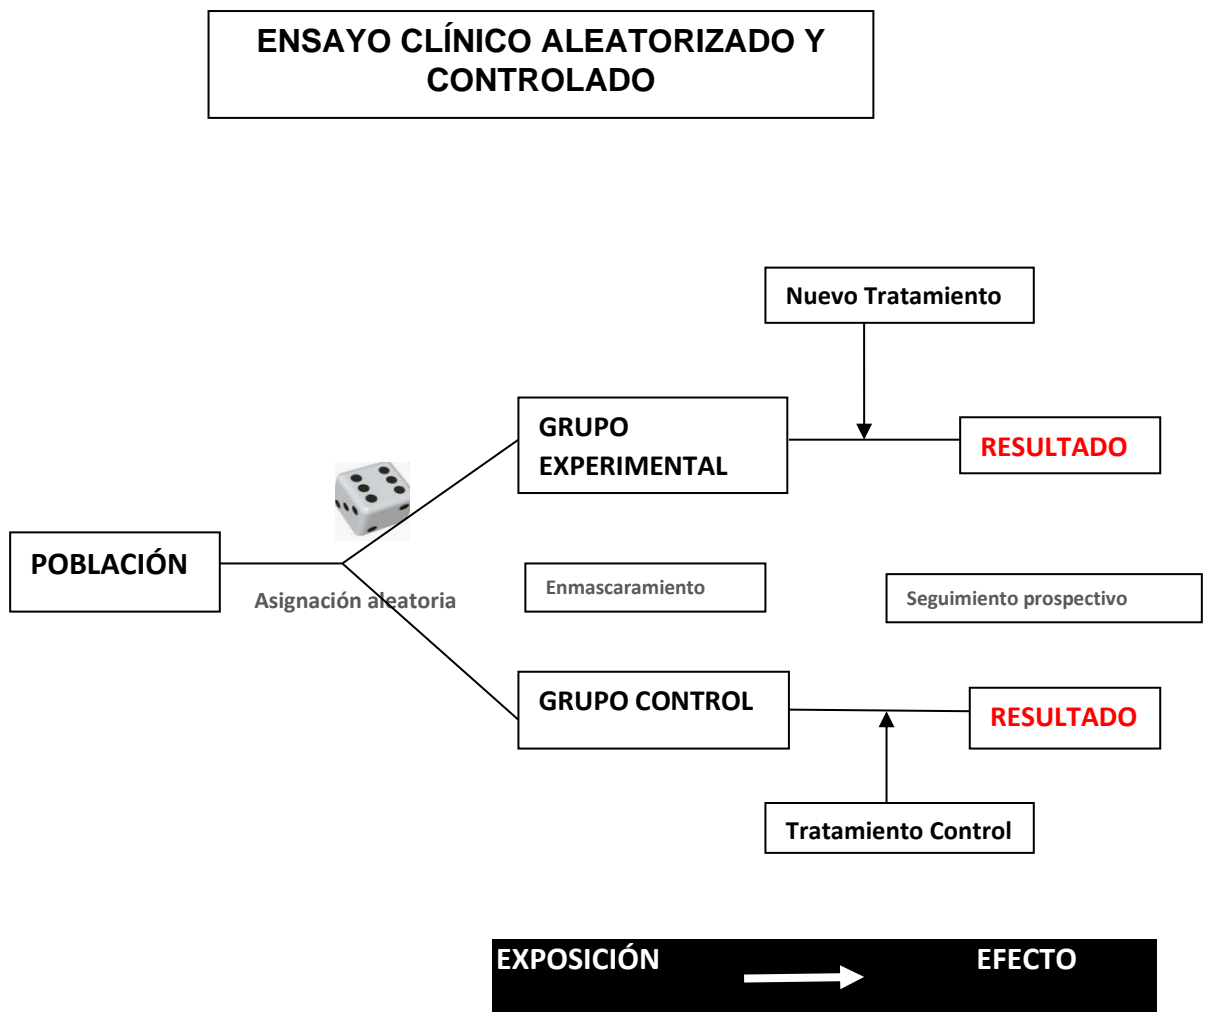 ENSAYO CLÍNICO ALEATORIZADO Y
CONTROLADO
Nuevo Tratamiento
GRUPO
EXPERIMENTAL
RESULTADO
POBLACIÓN
Asignación aleatoria
Enmascaramiento
Seguimiento prospectivo
GRUPO CONTROL
RESULTADO
Tratamiento Control
EXPOSICIÓN
EFECTO